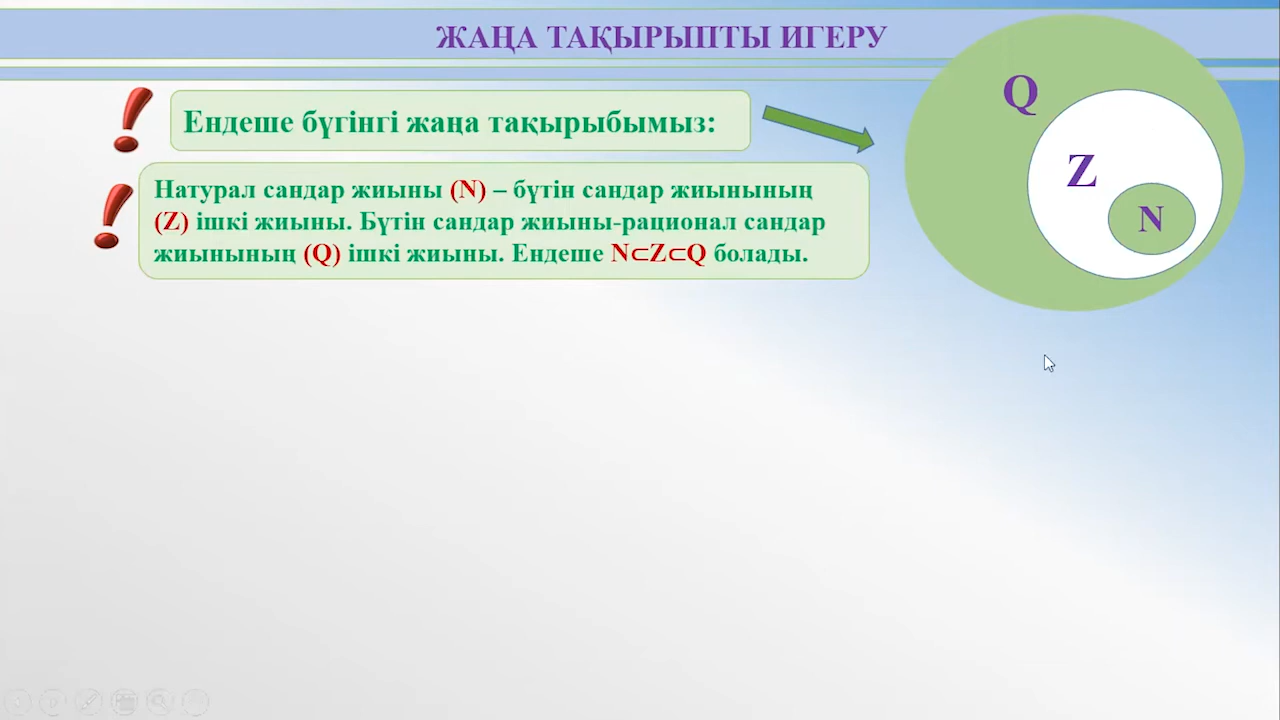 ЖАҢА ТАҚЫРЫПТЫ ИГЕРУ
Ендеше бүгінгі жаңа тақырыбымыз:
Натурал сандар жиыны (N) – бүтін сандар жиынының
(Z) ішкі жиыны. Бүтін сандар жиыны-рационал сандар
жиынының (Q) ішкі жиыны. Ендеше N⊂Z⊂Q болады.
Q
Z
N